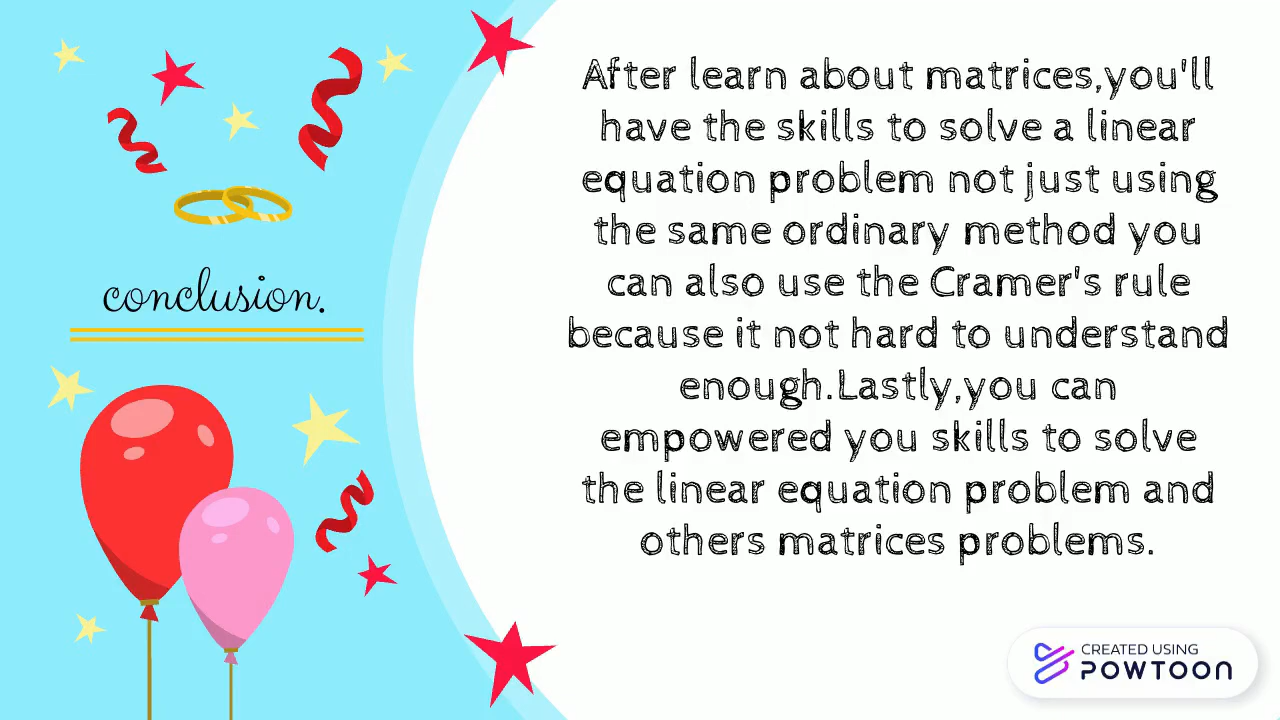 conclusion.
After learn about matrices,you'll
have the skills to solve a linear
equation problem not just using
the same ordinary method you
can also use the Cramer's rule
because it not hard to understand
enough.Lastly,you can
empowered you skills to solve
the linear equation problem and
others matrices problems.
CREATED USING
POWTOON